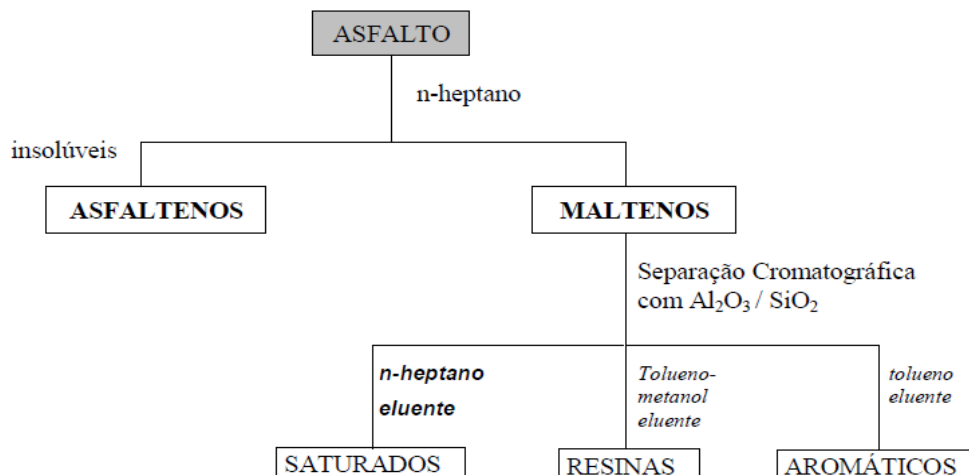 ASFALTO
n-heptano
insolúveis
ASFALTENOS
MALTENOS
Separação Cromatográfica
com Al₂O₃ / SiO₂
n-heptano
eluente
Tolueno-
metanol
eluente
tolueno
eluente
SATURADOS
RESINAS
AROMÁTICOS